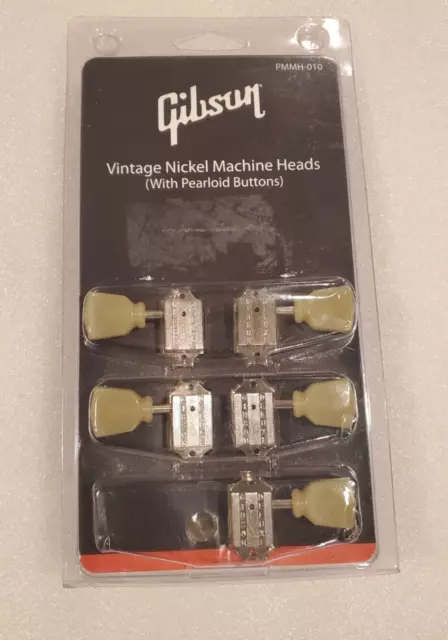 PMMH-010
Gibson
Vintage Nickel Machine Heads
(With Pearloid Buttons)